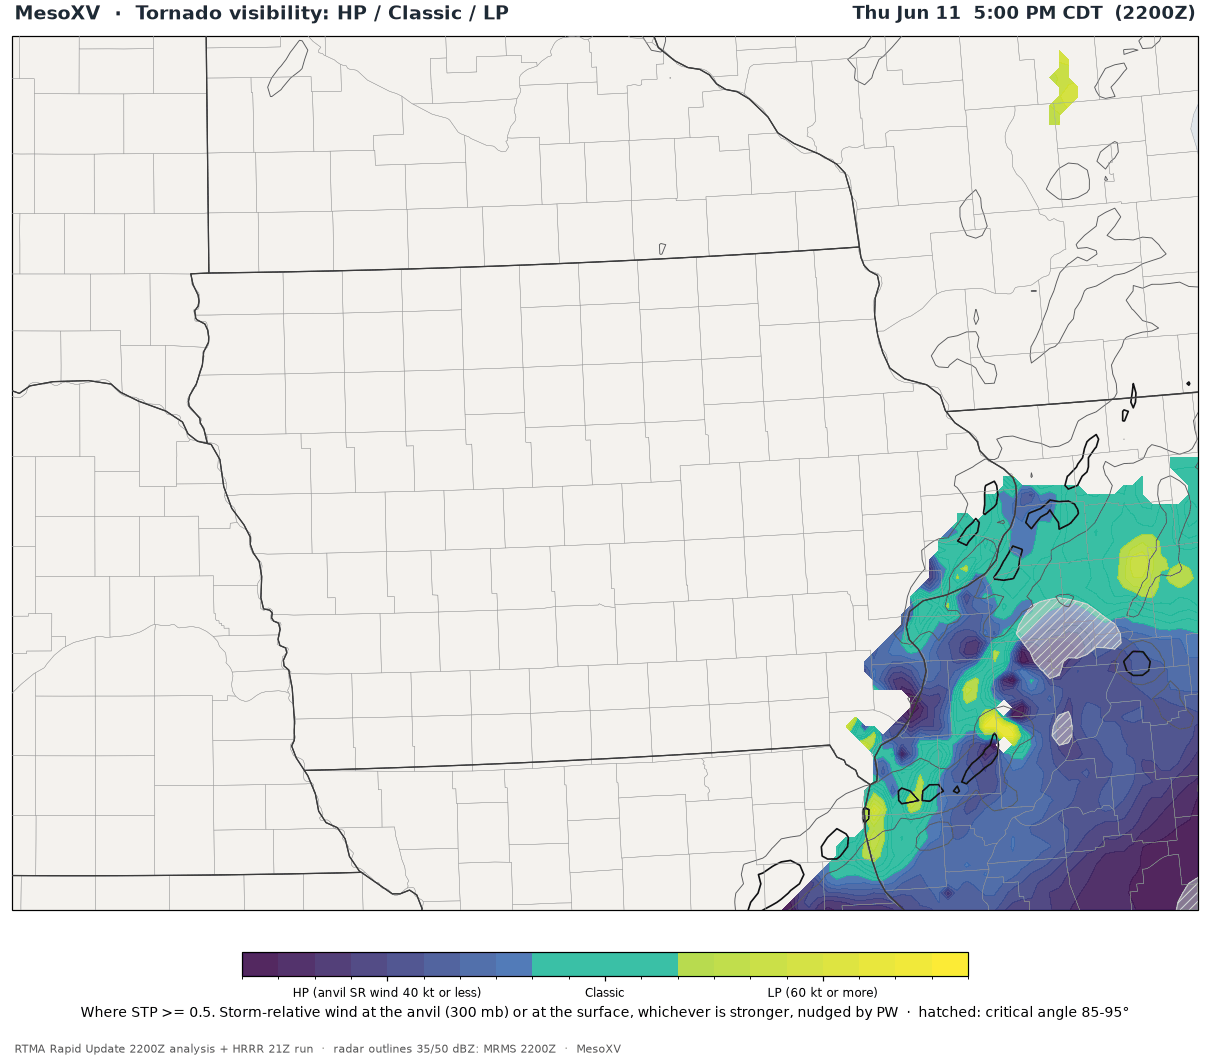 MesoXV · Tornado visibility: HP / Classic / LP
Thu Jun 11 5:00 PM CDT (2200Z)
HP (anvil SR wind 40 kt or less)
Classic
LP (60 kt or more)
Where STP >= 0.5. Storm-relative wind at the anvil (300 mb) or at the surface, whichever is stronger, nudged by PW · hatched: critical angle 85-95°
RTMA Rapid Update 2200Z analysis + HRRR 21Z run · radar outlines 35/50 dBZ: MRMS 2200Z · MesoXV